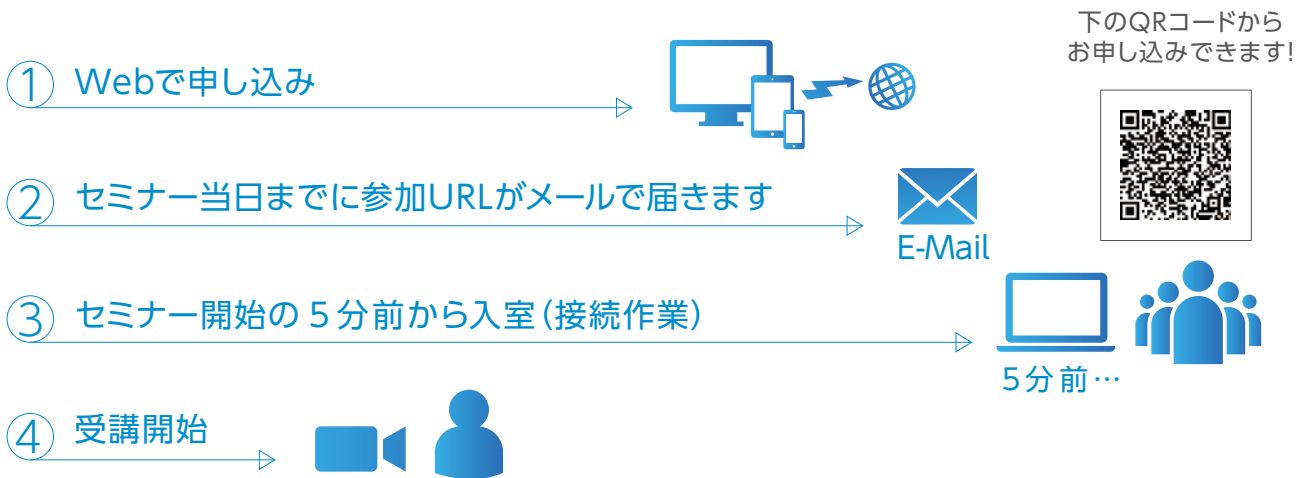 下のQRコードから
お申し込みできます!
① Webで申し込み
② セミナー当日までに参加URLがメールで届きます
E-Mail
③ セミナー開始の5分前から入室(接続作業)
5分前…
④ 受講開始